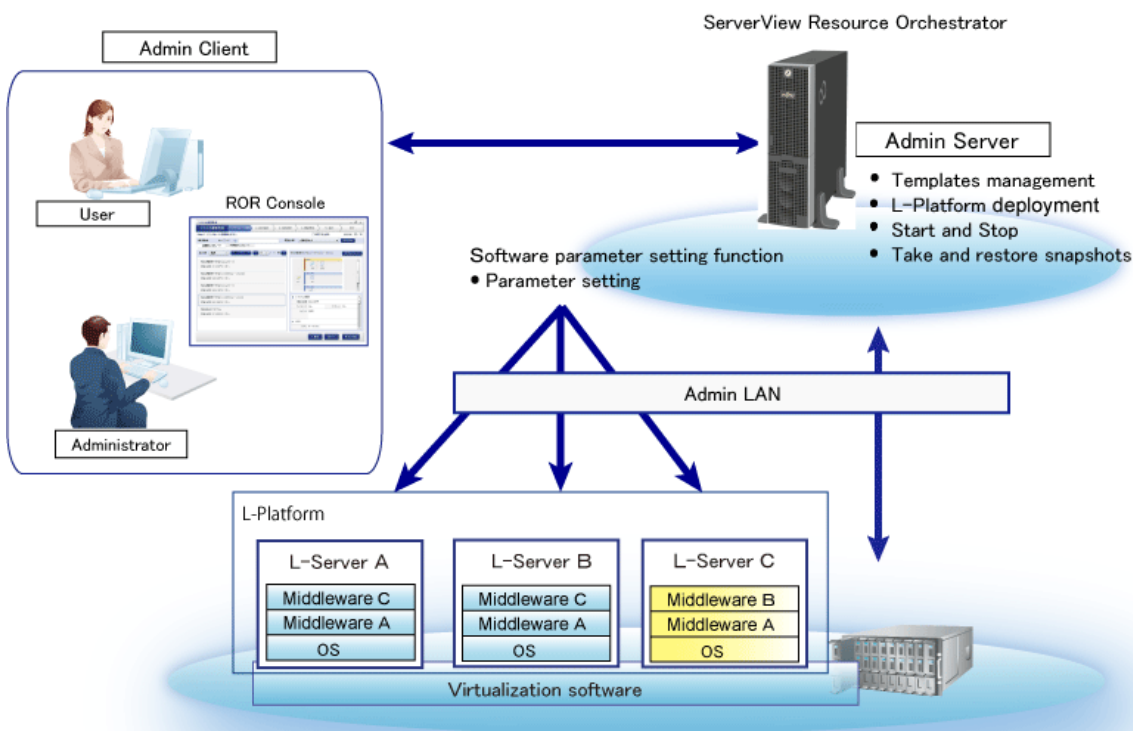 ServerView Resource Orchestrator
Admin Client
Admin Server
• Templates management
• L-Platform deployment
• Start and Stop
• Take and restore snapshots
User
ROR Console
Administrator
Software parameter setting function
• Parameter setting
Admin LAN
L-Platform
L-Server A
Middleware C
Middleware A
OS
L-Server B
Middleware C
Middleware A
OS
L-Server C
Middleware B
Middleware A
OS
Virtualization software